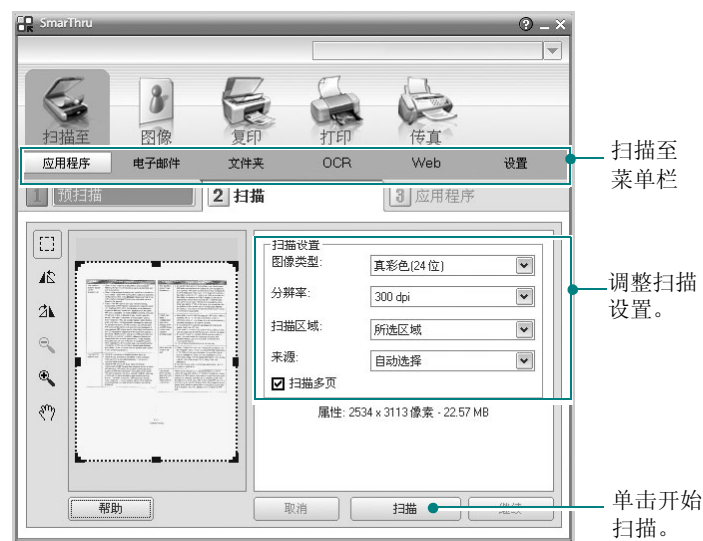 SmarThru
扫描至 图像 复印 打印 传真
应用程序 电子邮件 文件夹 OCR Web 设置
扫描至
菜单栏
1 预扫描 2 扫描 3 应用程序
扫描设置
图像类型: 真彩色(24位)
分辨率: 300 dpi
扫描区域: 所选区域
来源: 自动选择
扫描多页
调整扫描
设置。
属性: 2534 x 3113 像素 - 22.57 MB
帮助 取消 扫描 继续
单击开始
扫描。